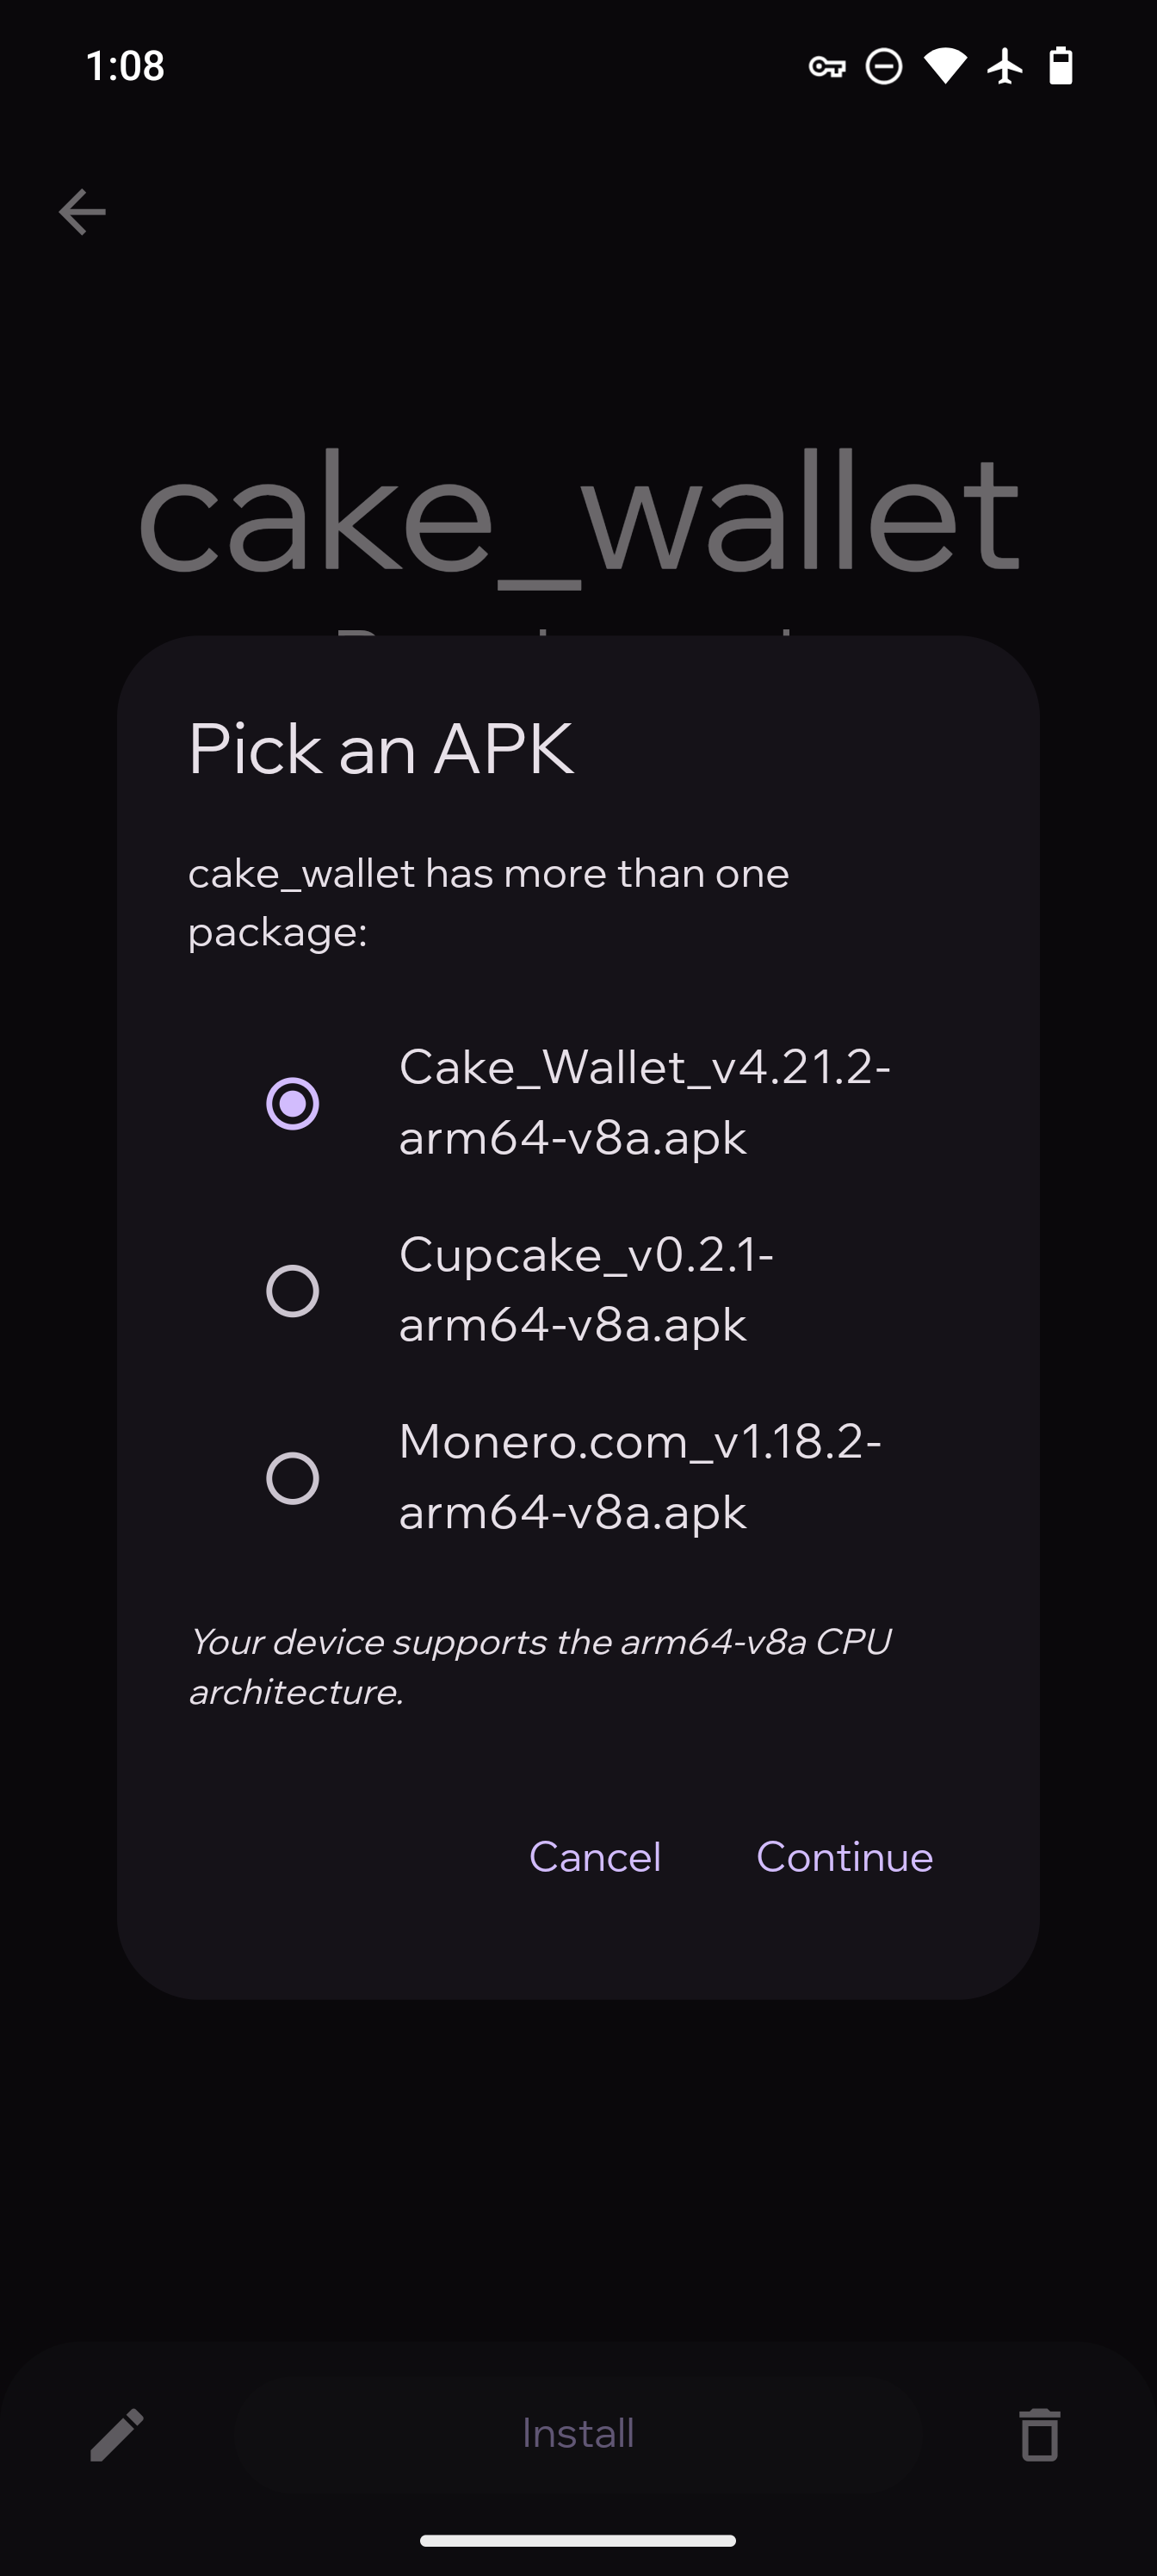 1:08
cake_wallet
Pick an APK
cake_wallet has more than one
package:
Cake_Wallet_v4.21.2-
arm64-v8a.apk
Cupcake_v0.2.1-
arm64-v8a.apk
Monero.com_v1.18.2-
arm64-v8a.apk
Your device supports the arm64-v8a CPU
architecture.
Cancel
Continue
Install